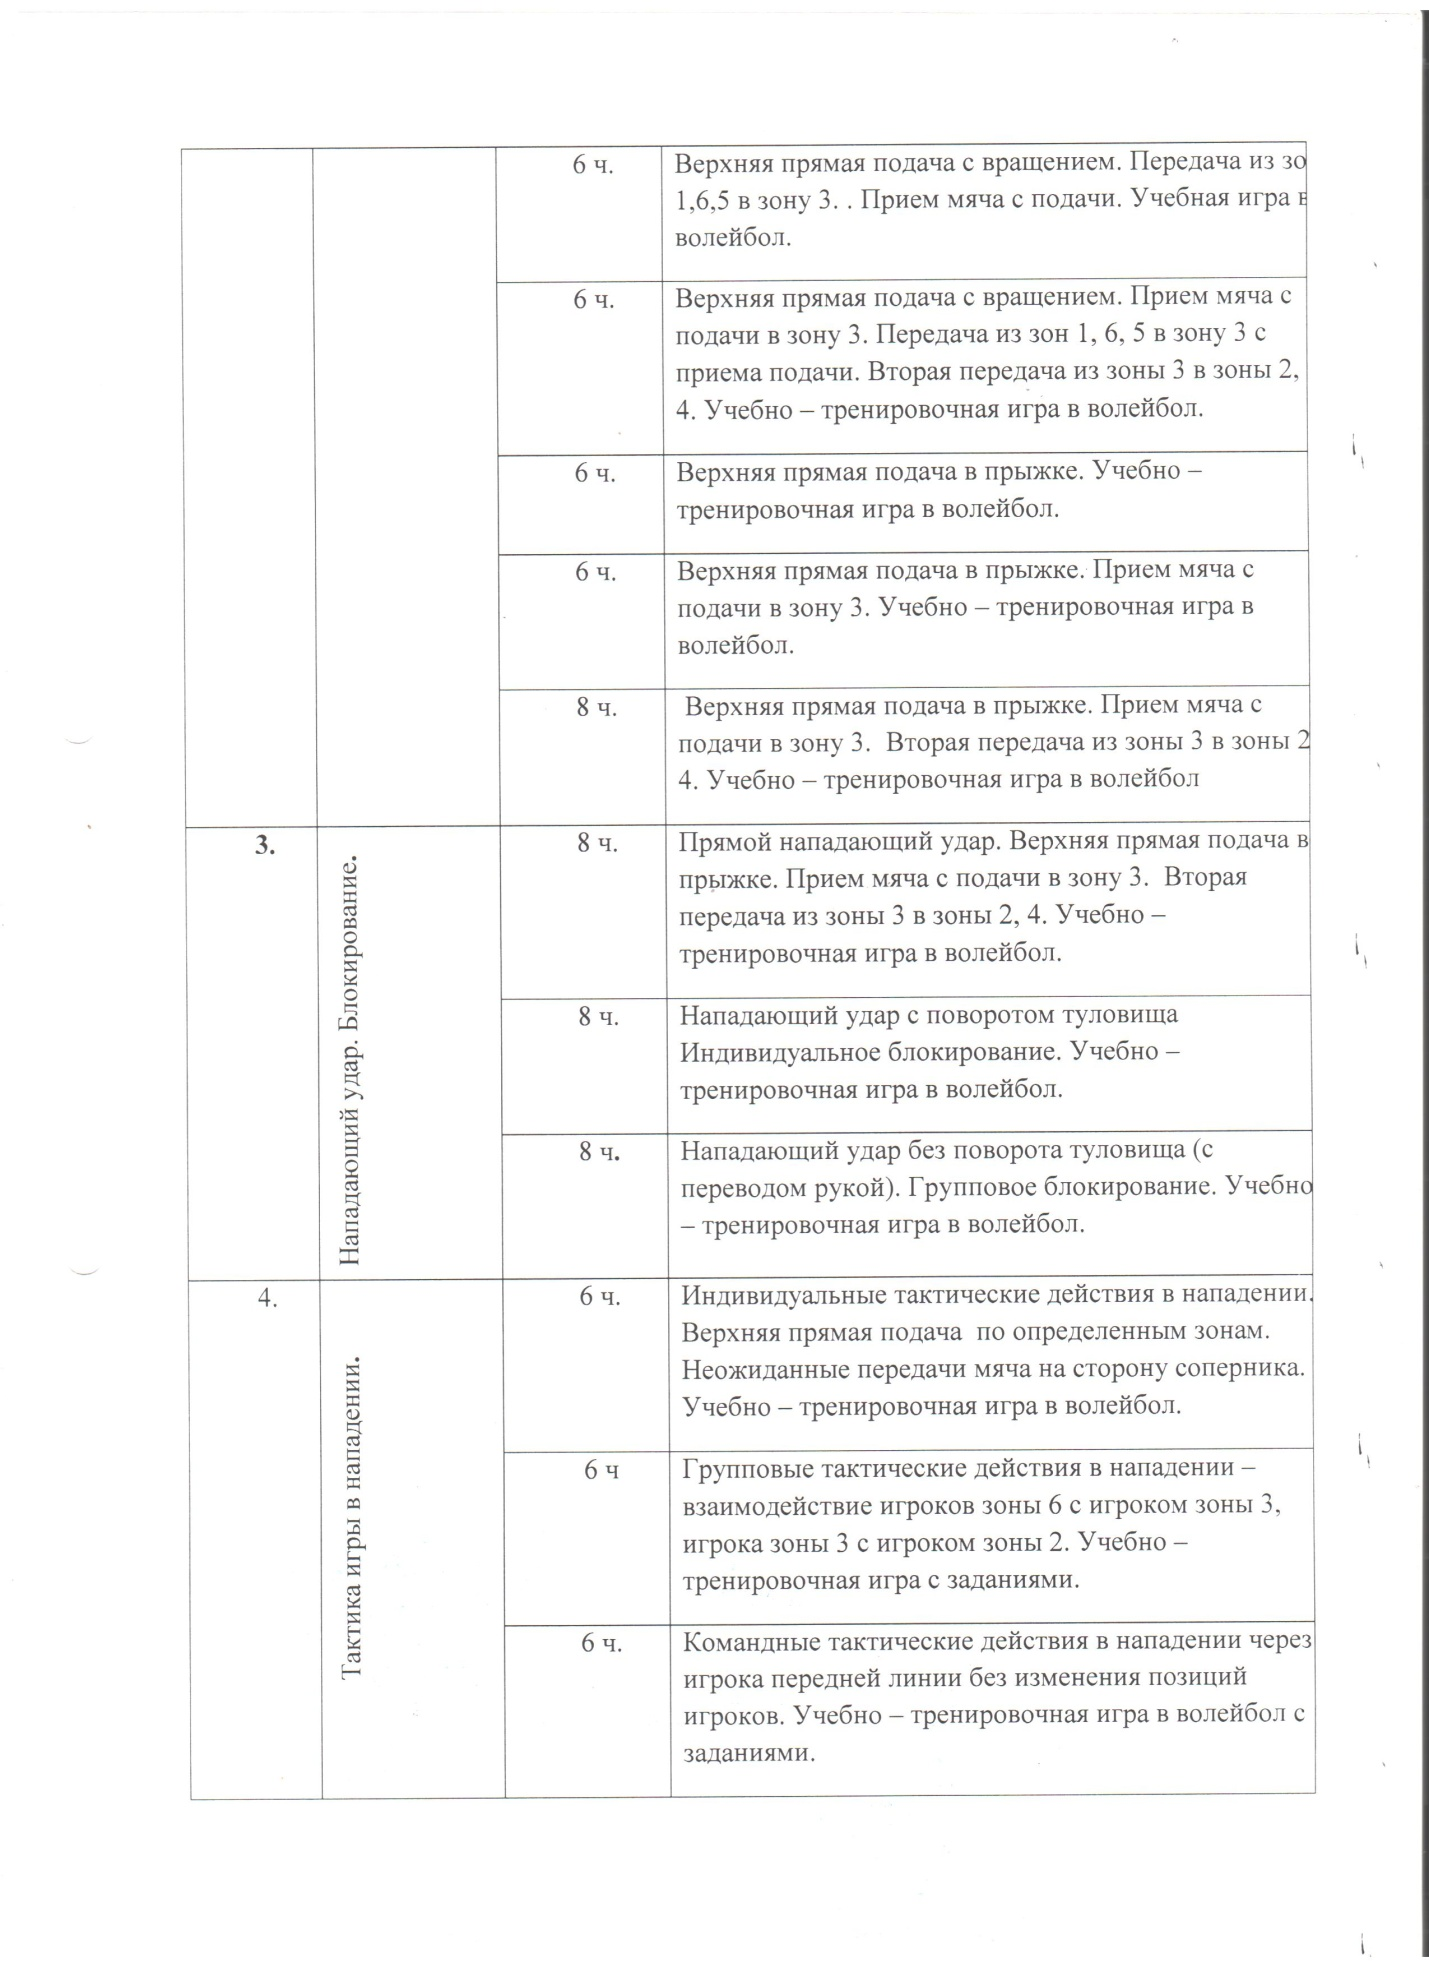 6 ч.
Верхняя прямая подача с вращением. Передача из зо
1,6,5 в зону 3. . Прием мяча с подачи. Учебная игра в
волейбол.
6 ч.
Верхняя прямая подача с вращением. Прием мяча с
подачи в зону 3. Передача из зон 1, 6, 5 в зону 3 с
приема подачи. Вторая передача из зоны 3 в зоны 2,
4. Учебно – тренировочная игра в волейбол.
6 ч.
Верхняя прямая подача в прыжке. Учебно –
тренировочная игра в волейбол.
6 ч.
Верхняя прямая подача в прыжке. Прием мяча с
подачи в зону 3. Учебно – тренировочная игра в
волейбол.
8 ч.
Верхняя прямая подача в прыжке. Прием мяча с
подачи в зону 3. Вторая передача из зоны 3 в зоны 2
4. Учебно – тренировочная игра в волейбол
3.
Нападающий удар. Блокирование.
8 ч.
Прямой нападающий удар. Верхняя прямая подача в
прыжке. Прием мяча с подачи в зону 3. Вторая
передача из зоны 3 в зоны 2, 4. Учебно –
тренировочная игра в волейбол.
8 ч.
Нападающий удар с поворотом туловища
Индивидуальное блокирование. Учебно –
тренировочная игра в волейбол.
8 ч.
Нападающий удар без поворота туловища (с
переводом рукой). Групповое блокирование. Учебно
– тренировочная игра в волейбол.
4.
Тактика игры в нападении.
6 ч.
Индивидуальные тактические действия в нападении.
Верхняя прямая подача по определенным зонам.
Неожиданные передачи мяча на сторону соперника.
Учебно – тренировочная игра в волейбол.
6 ч
Групповые тактические действия в нападении –
взаимодействие игроков зоны 6 с игроком зоны 3,
игрока зоны 3 с игроком зоны 2. Учебно –
тренировочная игра с заданиями.
6 ч.
Командные тактические действия в нападении через
игрока передней линии без изменения позиций
игроков. Учебно – тренировочная игра в волейбол с
заданиями.